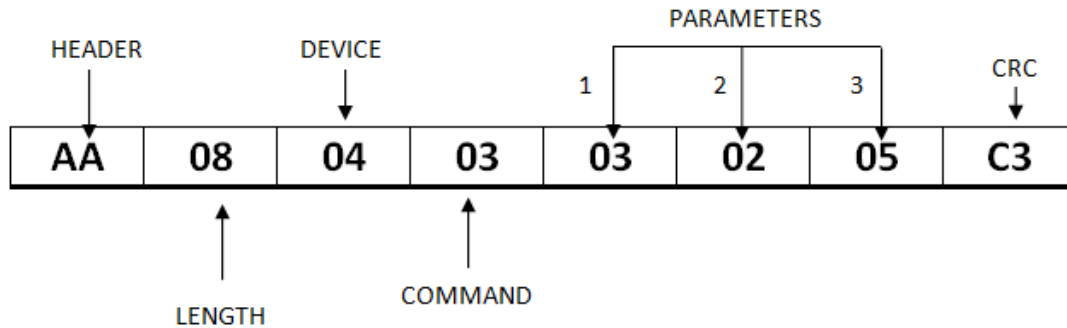 PARAMETERS
HEADER DEVICE
CRC
1 2 3
AA 08 04 03 03 02 05 C3
COMMAND
LENGTH